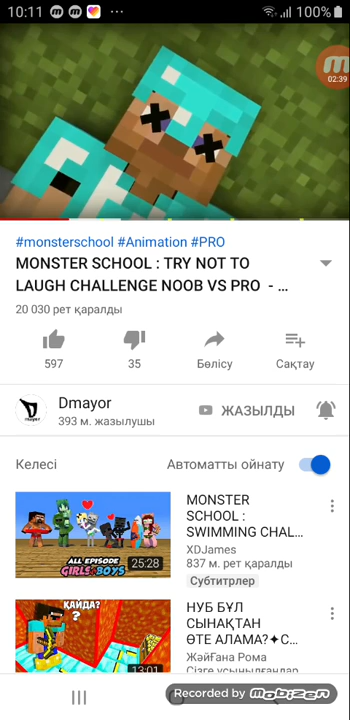 10:11
100%
02:39
#monsterschool #Animation #PRO
MONSTER SCHOOL : TRY NOT TO
LAUGH CHALLENGE NOOB VS PRO - ...
20 030 рет қаралды
597
35
Бөлісу
Сақтау
Dmayor
393 м. жазылушы
ЖАЗЫЛДЫ
Келесі
Автоматты ойнату
ALL EPISODE
GIRLS BOYS
25:28
MONSTER
SCHOOL :
SWIMMING CHAL...
XDJames
837 м. рет қаралды
Субтитрлер
ҚАЙДА?
?
13:01
НУБ БҰЛ
СЫНАҚТАН
ӨТЕ АЛАМА?✦С...
ЖәйҒана Рома
Сізге ұсынылғандар
Recorded by Mobizen